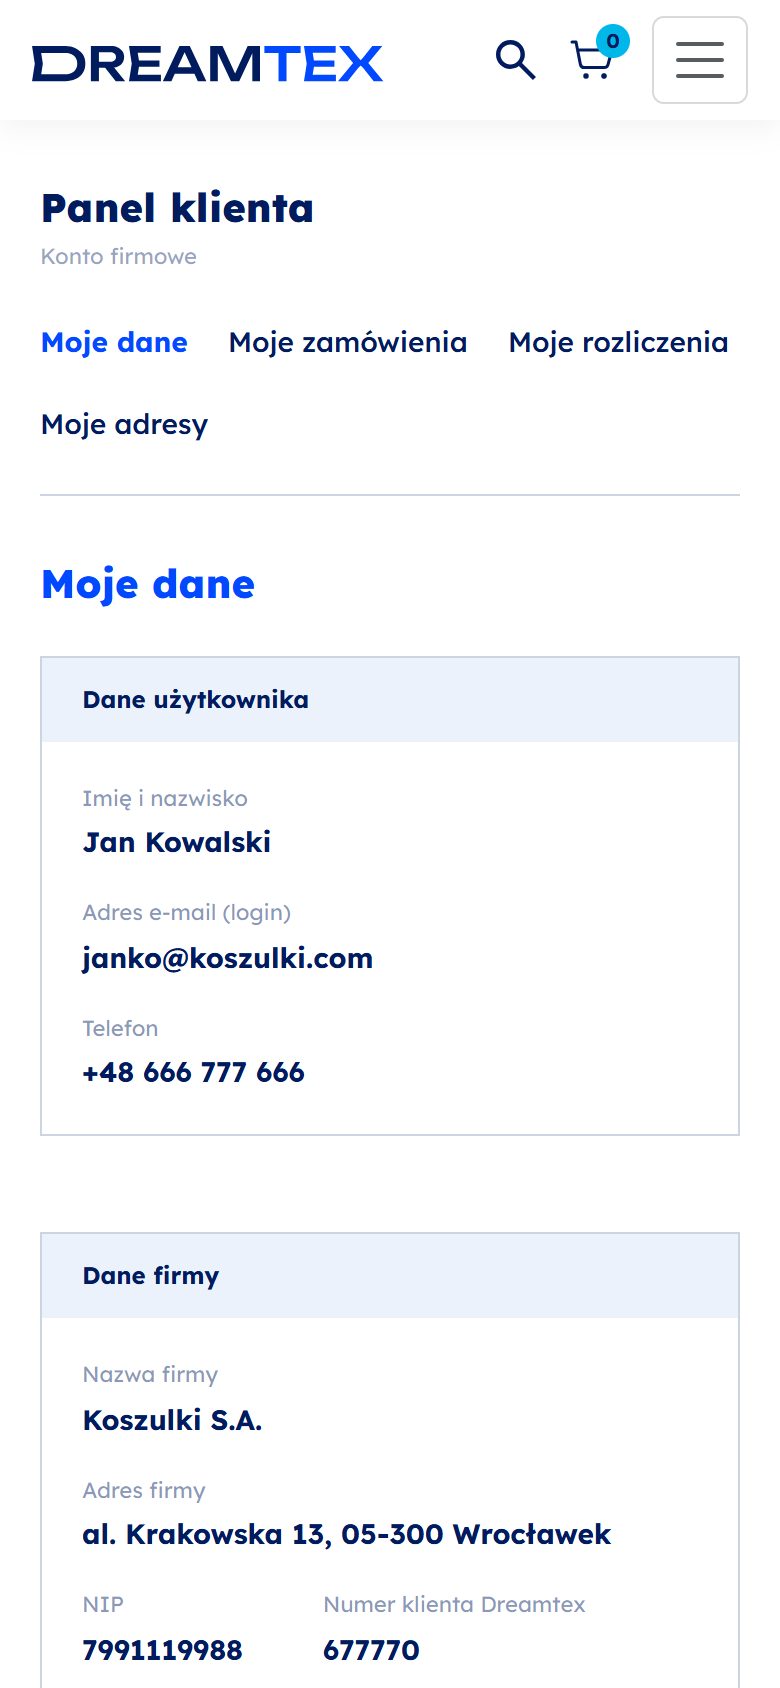 DREAMTEX
0
Panel klienta
Konto firmowe
Moje dane Moje zamówienia Moje rozliczenia
Moje adresy
Moje dane
Dane użytkownika
Imię i nazwisko
Jan Kowalski
Adres e-mail (login)
janko@koszulki.com
Telefon
+48 666 777 666
Dane firmy
Nazwa firmy
Koszulki S.A.
Adres firmy
al. Krakowska 13, 05-300 Wrocławek
NIP Numer klienta Dreamtex
7991119988 677770